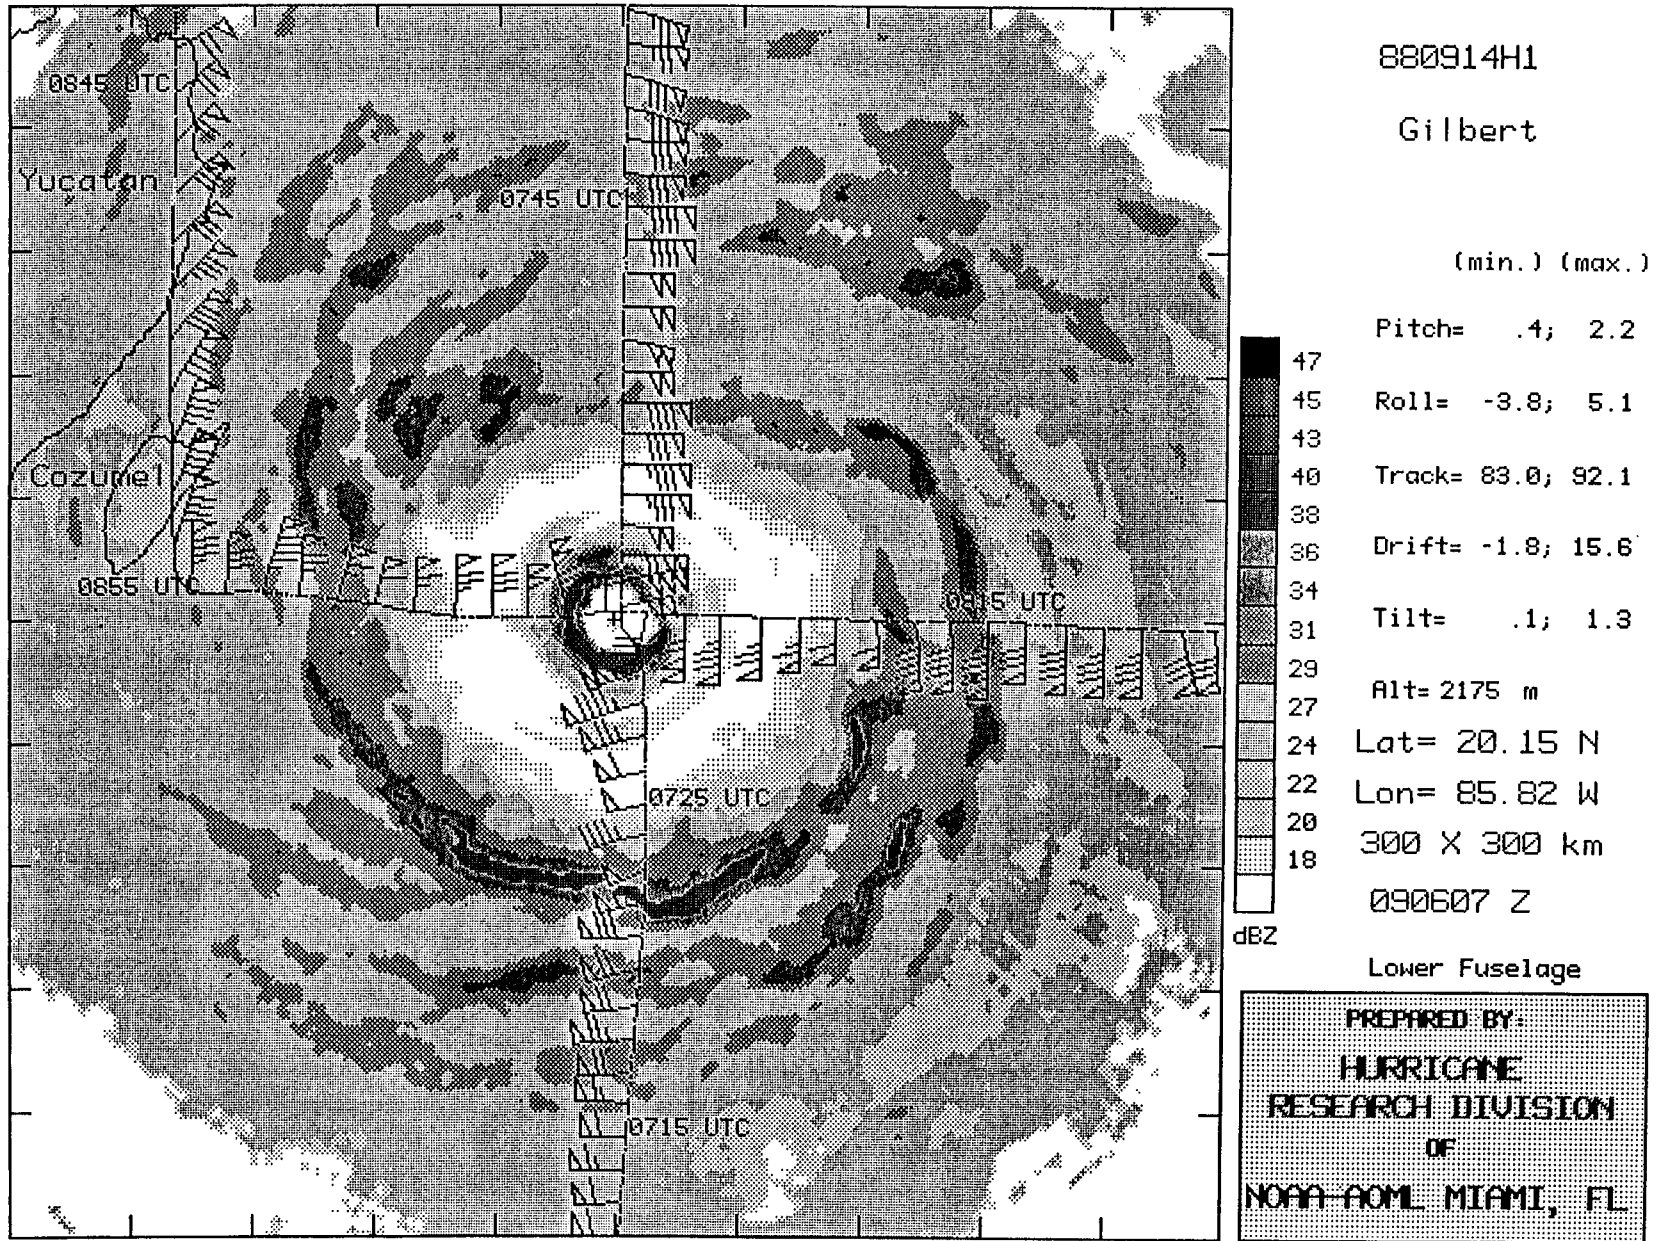 880914H1
Gilbert
(min.) (max.)
Pitch= .4; 2.2
Roll= -3.8; 5.1
Track= 83.0; 92.1
Drift= -1.8; 15.6
Tilt= .1; 1.3
Alt= 2175 m
Lat= 20.15 N
Lon= 85.82 W
300 X 300 km
090607 Z
Lower Fuselage
PREPARED BY:
HURRICANE
RESEARCH DIVISION
OF
NOAA-AOML MIAMI, FL
47
45
43
40
38
36
34
31
29
27
24
22
20
18
dBZ
0845 UTC
Yucatan
0745 UTC
Cozumel
0855 UTC
0815 UTC
0725 UTC
0715 UTC